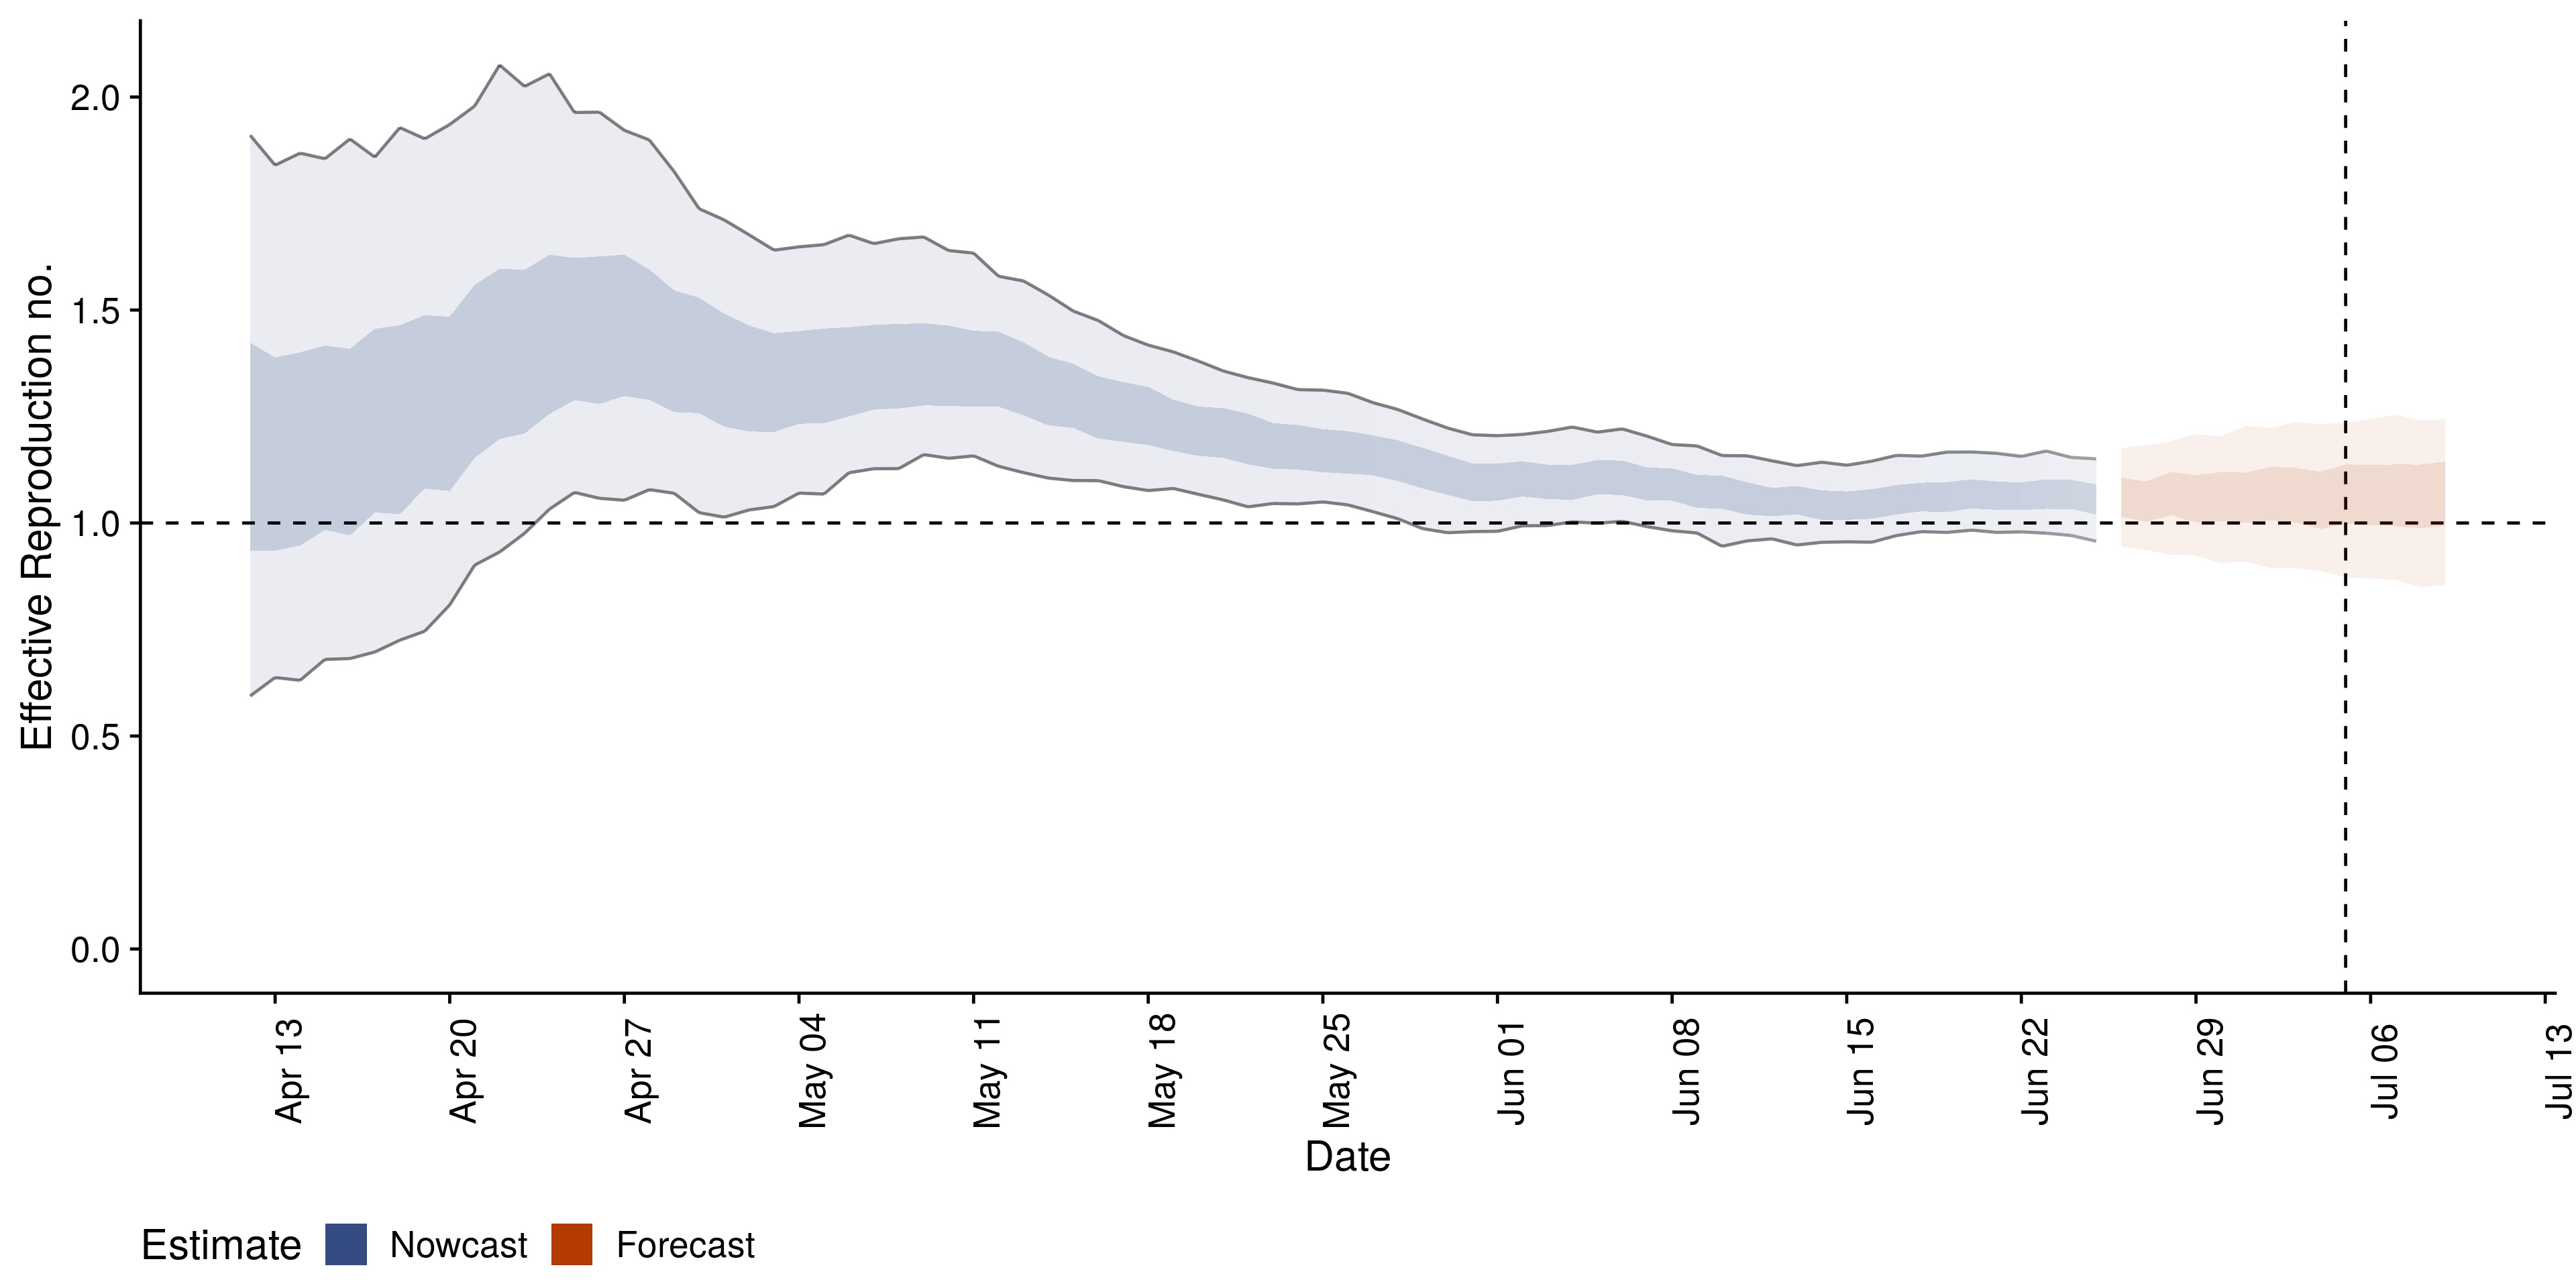 Effective Reproduction no.
2.0
1.5
1.0
0.5
0.0
Apr 13
Apr 20
Apr 27
May 04
May 11
May 18
May 25
Jun 01
Jun 08
Jun 15
Jun 22
Jun 29
Jul 06
Jul 13
Date
Estimate Nowcast Forecast